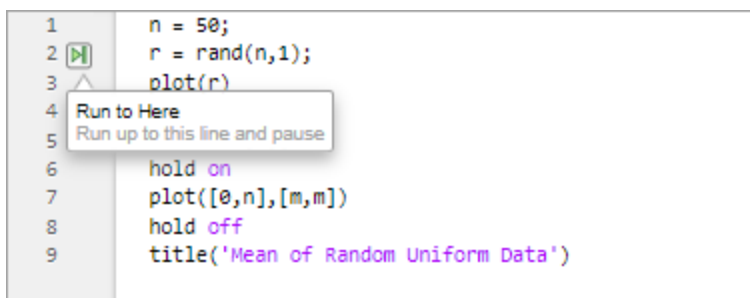 1 n = 50;
2 r = rand(n,1);
3 plot(r)
4 Run to Here
5 Run up to this line and pause
6 hold on
7 plot([0,n],[m,m])
8 hold off
9 title('Mean of Random Uniform Data')